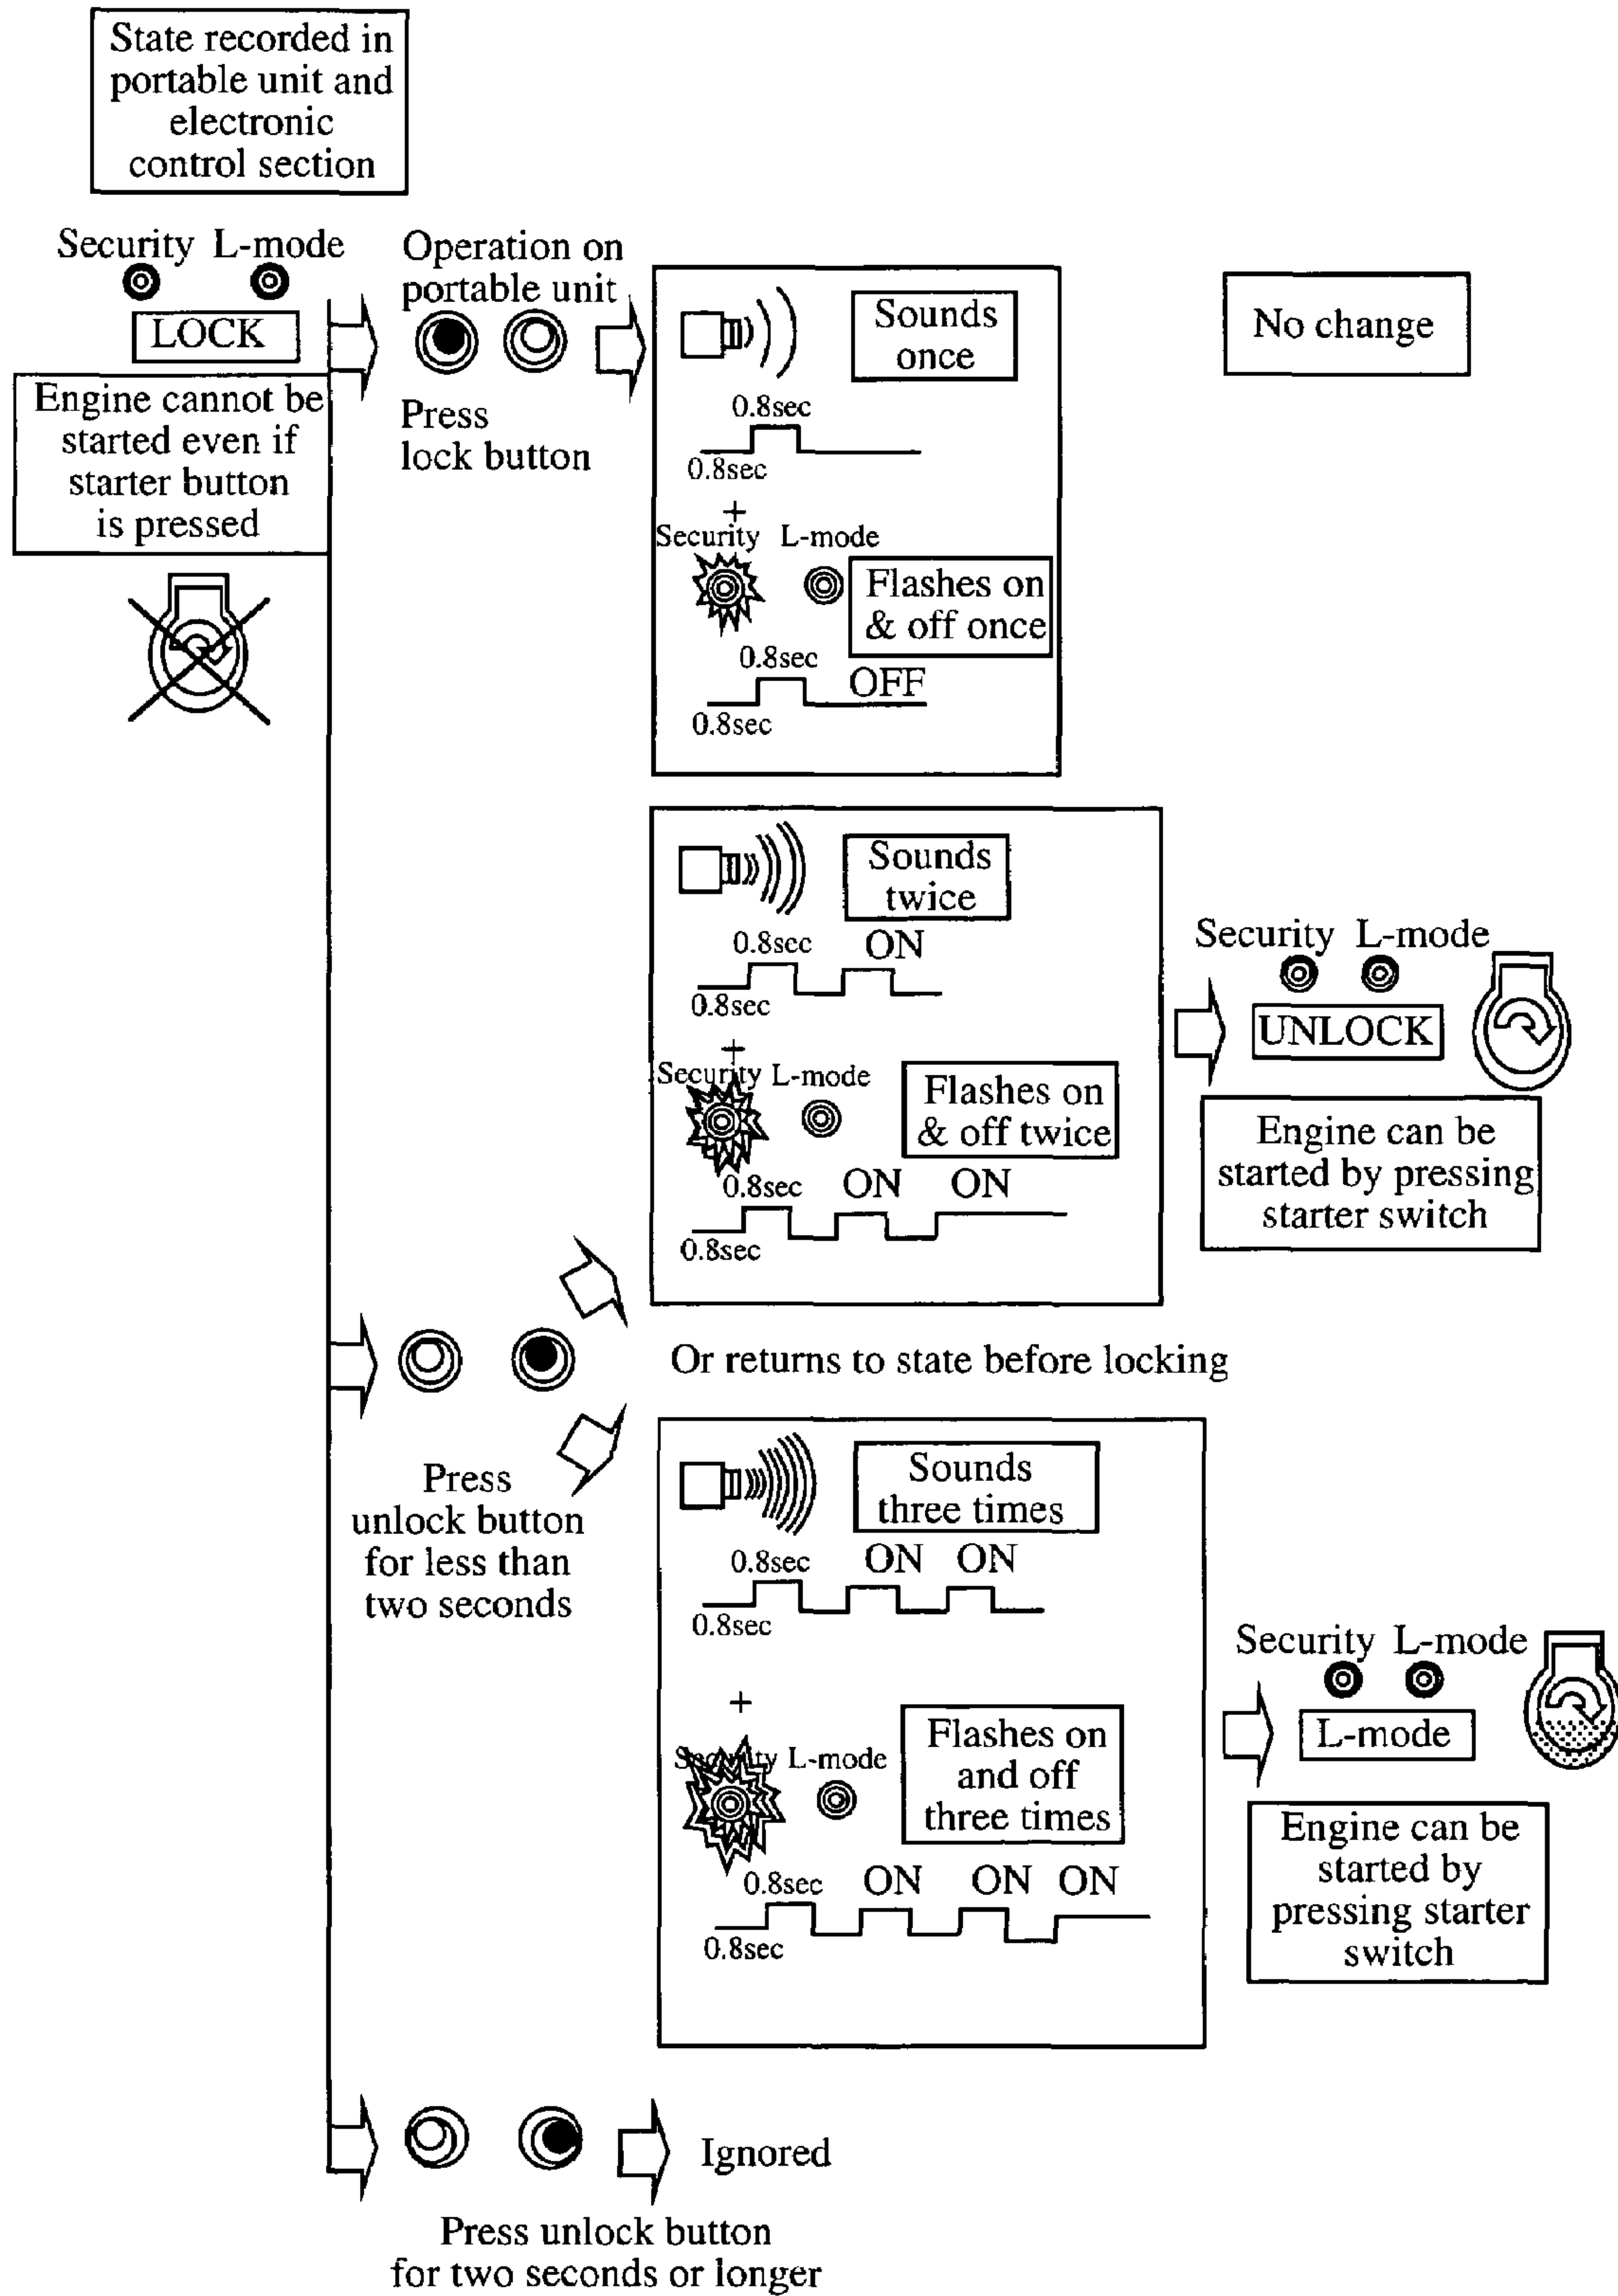 State recorded in
portable unit and
electronic
control section
Security L-mode
LOCK
Engine cannot be
started even if
starter button
is pressed
Operation on
portable unit
Press
lock button
Sounds
once
0.8sec
0.8sec
+
Security L-mode
Flashes on
& off once
0.8sec
OFF
0.8sec
No change
Sounds
twice
0.8sec ON
0.8sec
+
Security L-mode
Flashes on
& off twice
0.8sec ON ON
0.8sec
Security L-mode
UNLOCK
Engine can be
started by pressing
starter switch
Or returns to state before locking
Press
unlock button
for less than
two seconds
Sounds
three times
0.8sec ON ON
0.8sec
+
Security L-mode
Flashes on
and off
three times
0.8sec ON ON ON
0.8sec
Security L-mode
L-mode
Engine can be
started by
pressing starter
switch
Ignored
Press unlock button
for two seconds or longer